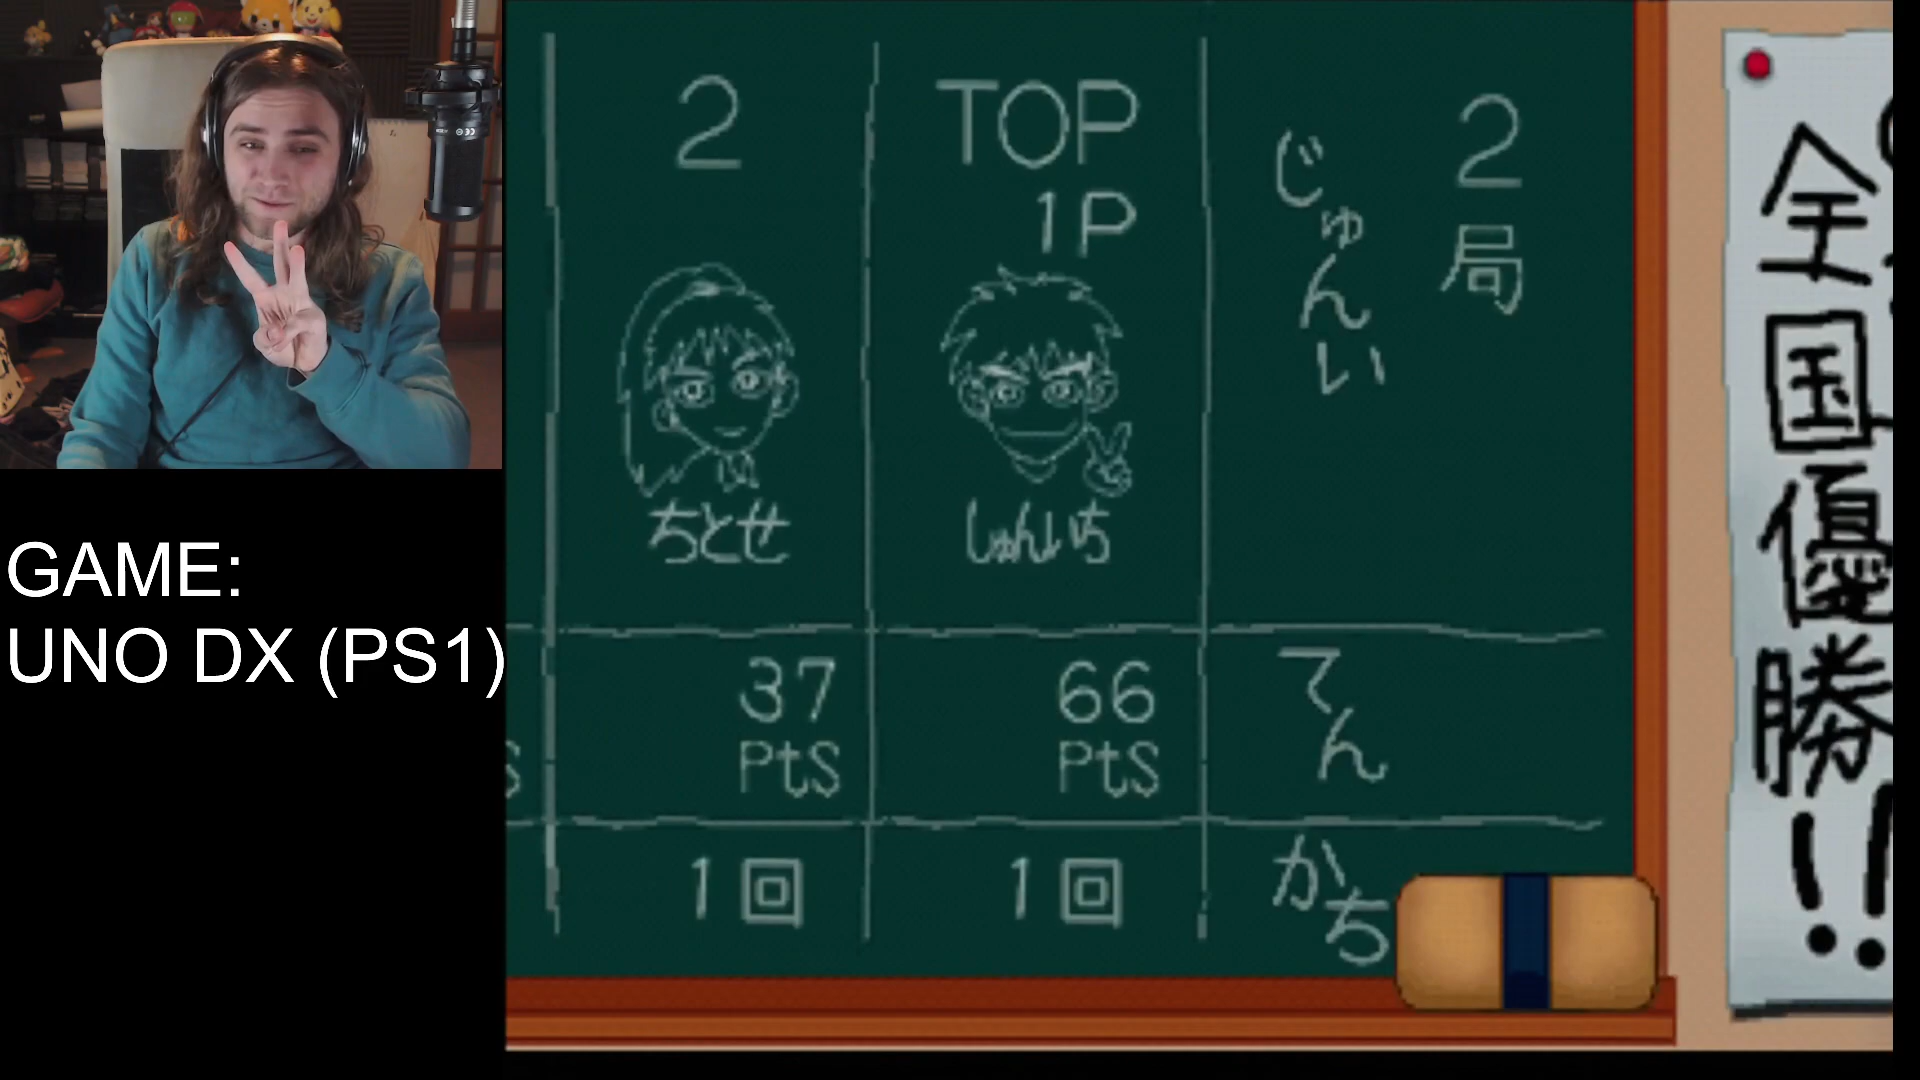 GAME:
UNO DX (PS1)
2局
じゅんい
TOP
1P
しゅんいち
2
ちとせ
てん
66
Pts
37
Pts
かち
1回
1回
全国優勝!!